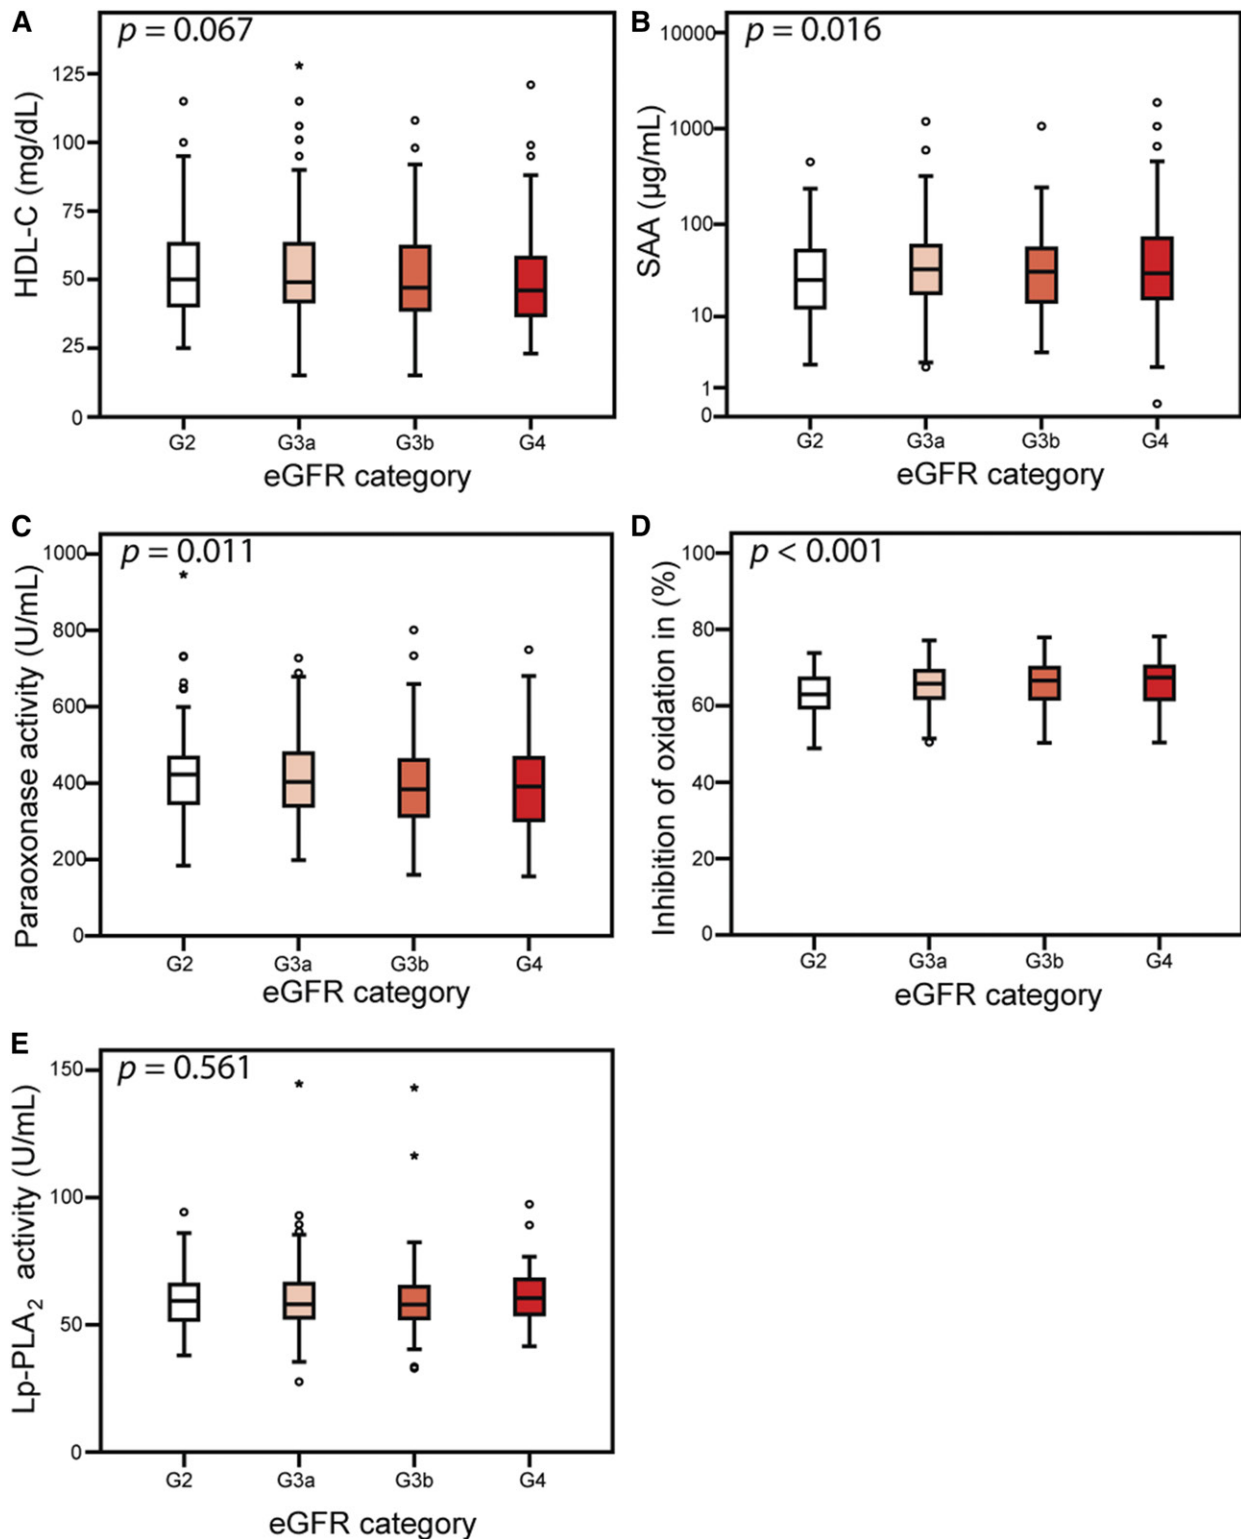 A
p = 0.067
HDL-C (mg/dL)
125
100
75
50
25
0
G2 G3a G3b G4
eGFR category
B
p = 0.016
SAA (µg/mL)
10000
1000
100
10
1
0
G2 G3a G3b G4
eGFR category
C
p = 0.011
Paraoxonase activity (U/mL)
1000
800
600
400
200
0
G2 G3a G3b G4
eGFR category
D
p < 0.001
Inhibition of oxidation in (%)
100
80
60
40
20
0
G2 G3a G3b G4
eGFR category
E
p = 0.561
Lp-PLA₂ activity (U/mL)
150
100
50
0
G2 G3a G3b G4
eGFR category